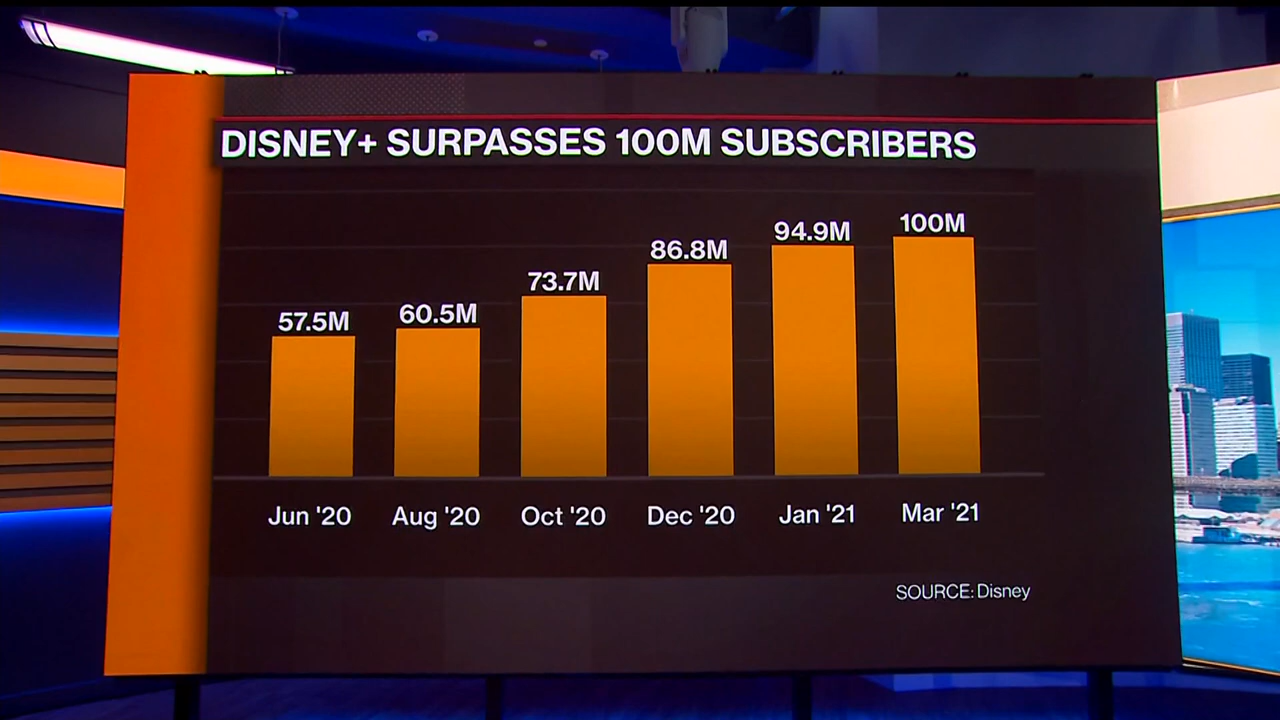 DISNEY+ SURPASSES 100M SUBSCRIBERS
57.5M 60.5M 73.7M 86.8M 94.9M 100M
Jun '20 Aug '20 Oct '20 Dec '20 Jan '21 Mar '21
SOURCE: Disney